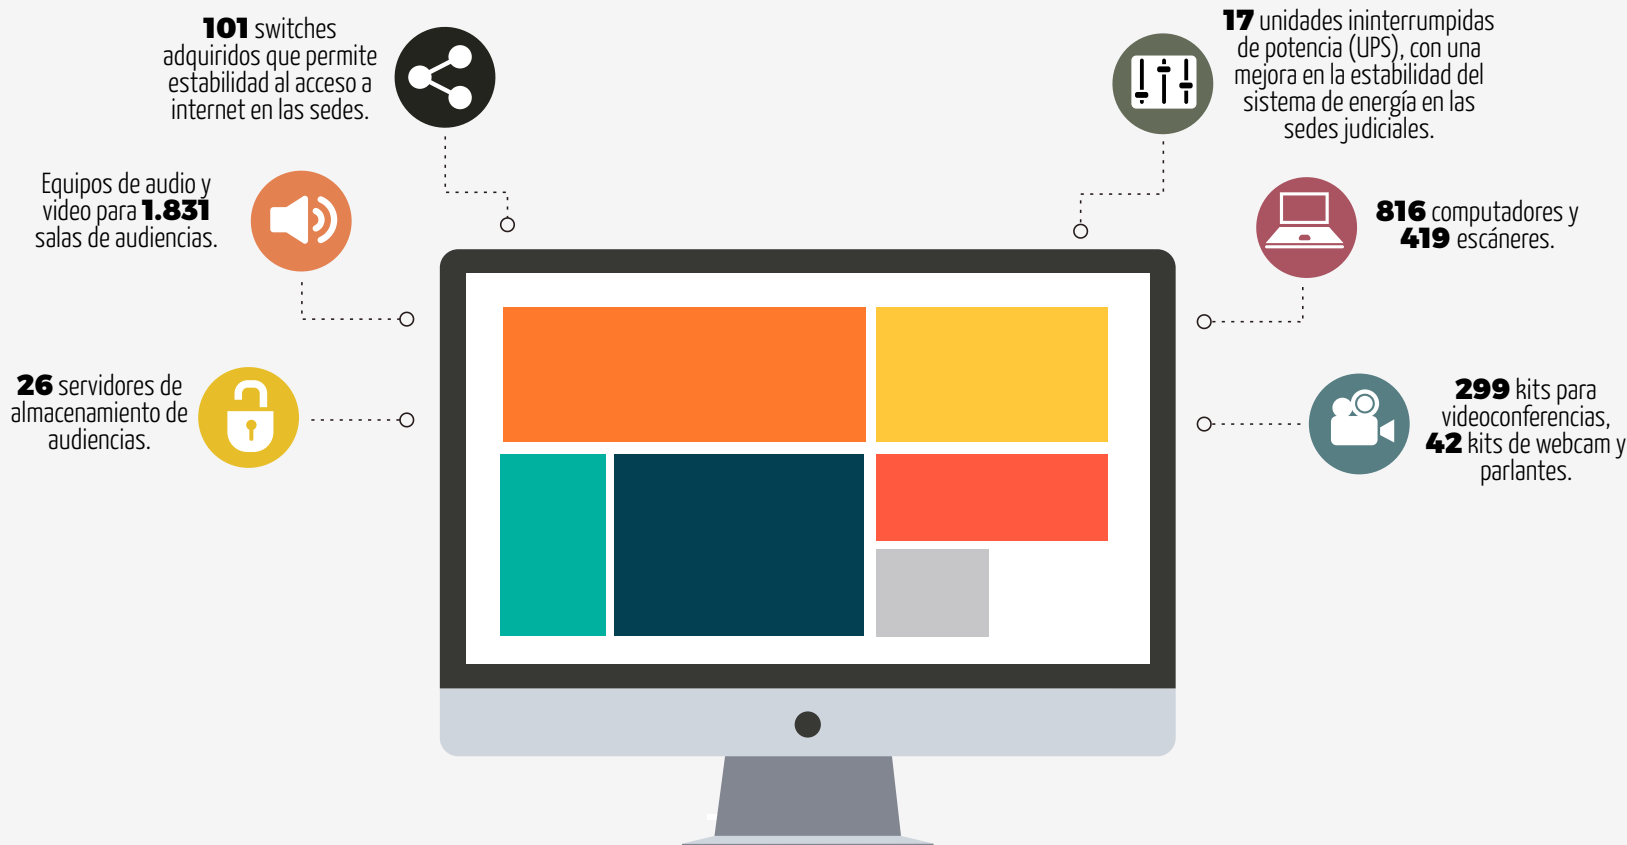 101 switches
adquiridos que permite
estabilidad al acceso a
internet en las sedes.
Equipos de audio y
video para 1.831
salas de audiencias.
26 servidores de
almacenamiento de
audiencias.
17 unidades ininterrumpidas
de potencia (UPS), con una
mejora en la estabilidad del
sistema de energía en las
sedes judiciales.
816 computadores y
419 escáneres.
299 kits para
videoconferencias,
42 kits de webcam y
parlantes.